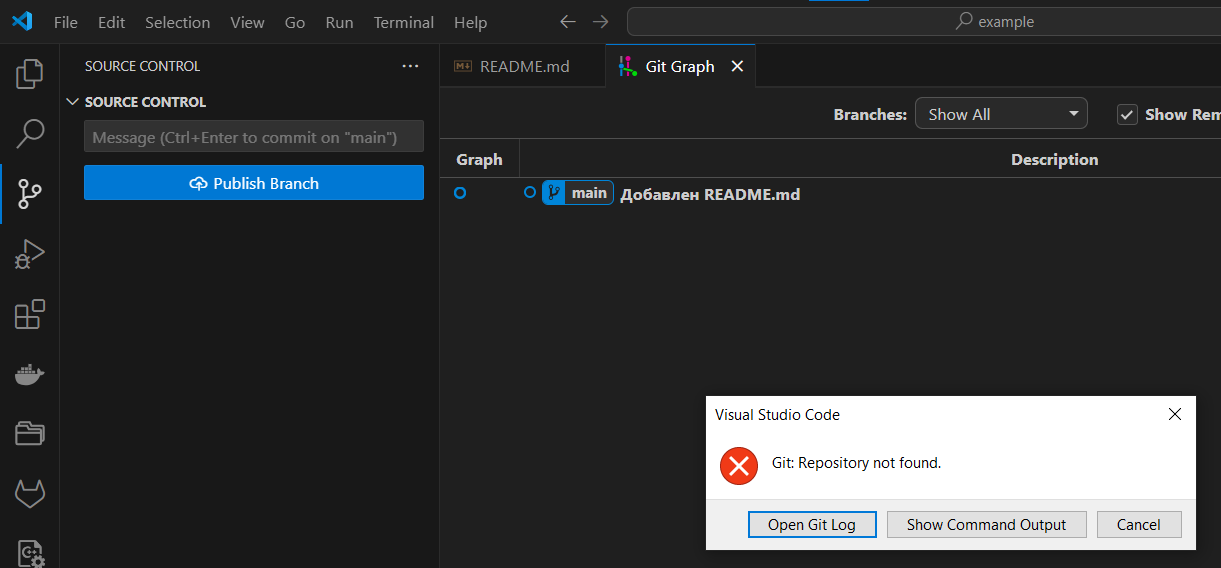 File Edit Selection View Go Run Terminal Help
example
SOURCE CONTROL
README.md
Git Graph
SOURCE CONTROL
Message (Ctrl+Enter to commit on "main")
Publish Branch
Branches:
Show All
Show Rem
Graph
Description
main
Добавлен README.md
Visual Studio Code
Git: Repository not found.
Open Git Log
Show Command Output
Cancel